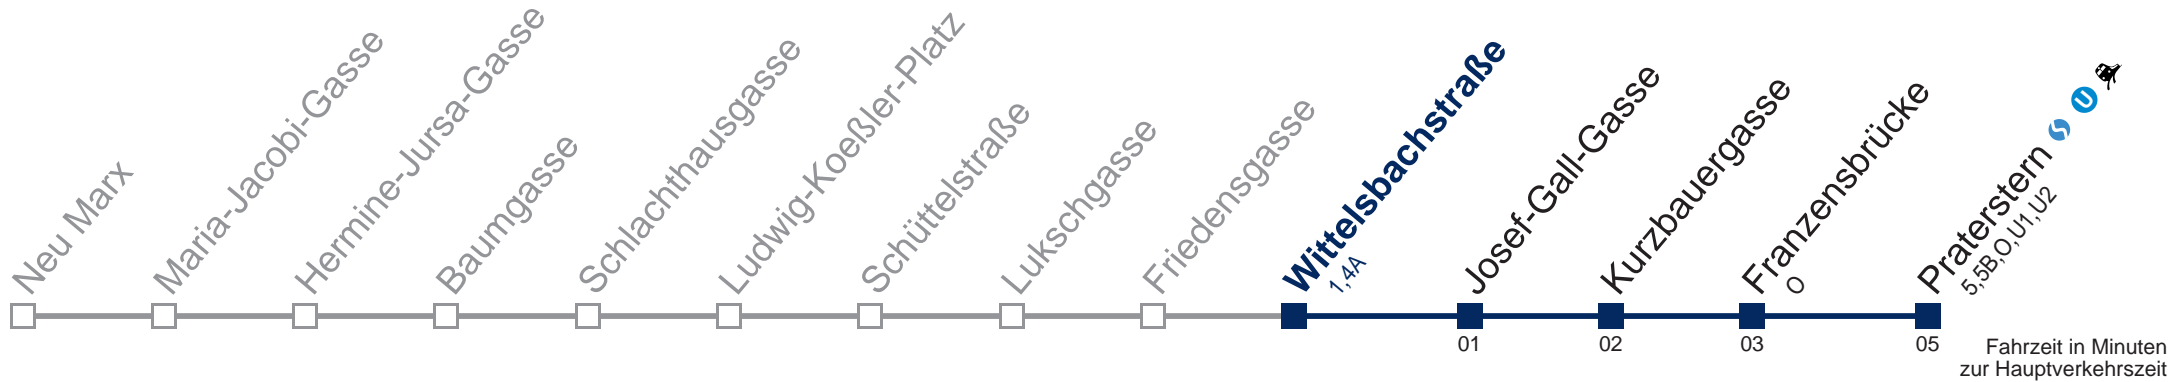 Neu Marx
Maria-Jacobi-Gasse
Hermine-Jursa-Gasse
Baumgasse
Schlachthausgasse
Ludwig-Koeßler-Platz
Schüttelstraße
Lukschgasse
Friedensgasse
Wittelsbachstraße
1,4A
Josef-Gall-Gasse
Kurzbauergasse
Franzensbrücke
O
Praterstern S U
5,5B,O,U1,U2
01
02
03
05
Fahrzeit in Minuten
zur Hauptverkehrszeit